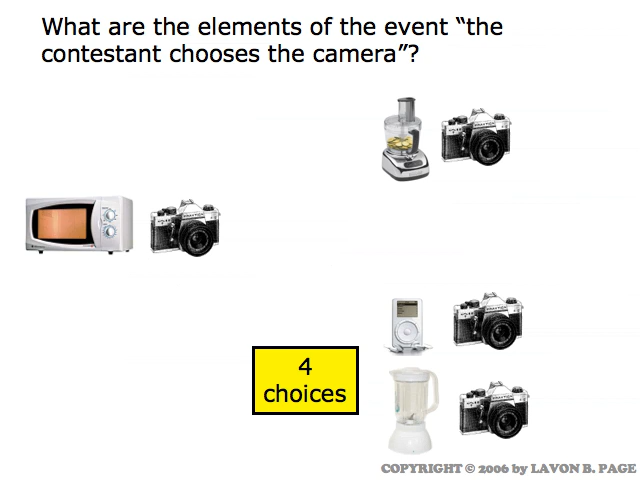 What are the elements of the event “the
contestant chooses the camera”?
4
choices
COPYRIGHT © 2006 by LAVON B. PAGE